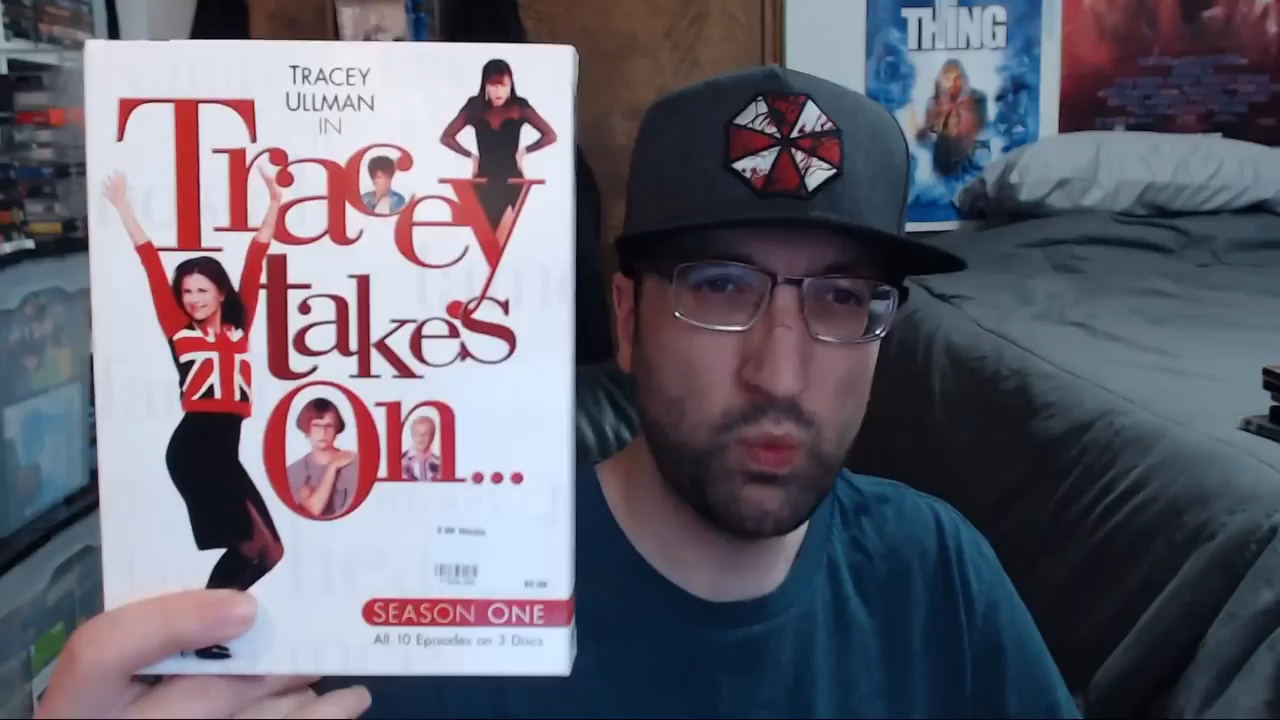 TRACEY
ULLMAN
IN
Tracey
takes
On...
SEASON ONE
All 10 Episodes on 3 Discs
THING